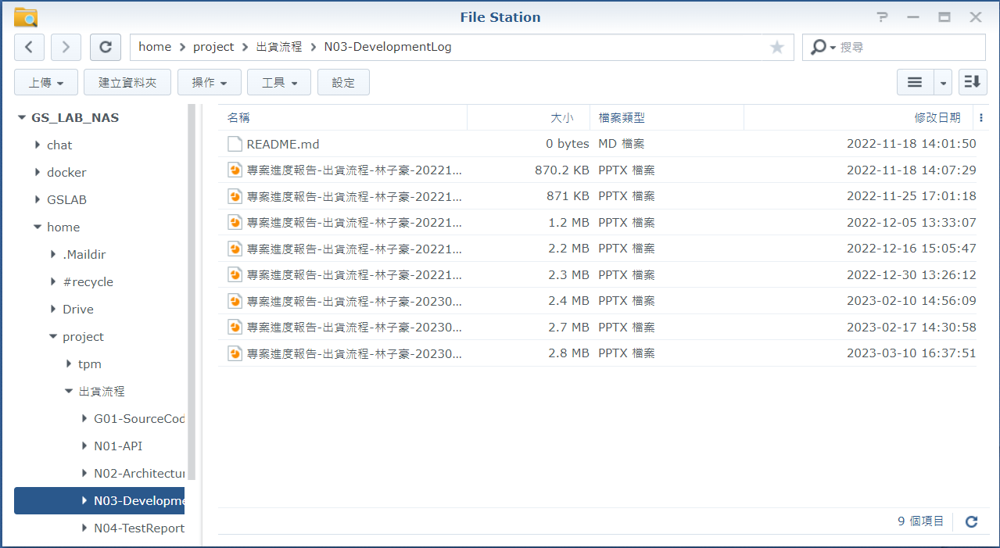 File Station
home project 出貨流程 N03-DevelopmentLog
搜尋
上傳 建立資料夾 操作 工具 設定
GS_LAB_NAS
chat
docker
GSLAB
home
.Maildir
#recycle
Drive
project
tpm
出貨流程
G01-SourceCod
N01-API
N02-Architectur
N03-Developme
N04-TestReport
名稱 大小 檔案類型 修改日期
README.md 0 bytes MD 檔案 2022-11-18 14:01:50
專案進度報告-出貨流程-林子豪-20221... 870.2 KB PPTX 檔案 2022-11-18 14:07:29
專案進度報告-出貨流程-林子豪-20221... 871 KB PPTX 檔案 2022-11-25 17:01:18
專案進度報告-出貨流程-林子豪-20221... 1.2 MB PPTX 檔案 2022-12-05 13:33:07
專案進度報告-出貨流程-林子豪-20221... 2.2 MB PPTX 檔案 2022-12-16 15:05:47
專案進度報告-出貨流程-林子豪-20221... 2.3 MB PPTX 檔案 2022-12-30 13:26:12
專案進度報告-出貨流程-林子豪-20230... 2.4 MB PPTX 檔案 2023-02-10 14:56:09
專案進度報告-出貨流程-林子豪-20230... 2.7 MB PPTX 檔案 2023-02-17 14:30:58
專案進度報告-出貨流程-林子豪-20230... 2.8 MB PPTX 檔案 2023-03-10 16:37:51
9 個項目